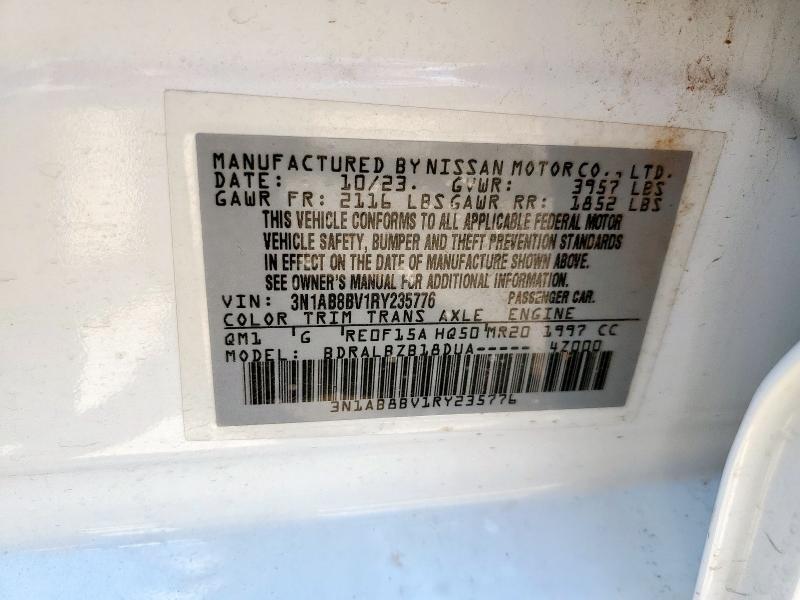 MANUFACTURED BY NISSAN MOTOR CO., LTD.
DATE: 10/23. GVWR: 3957 LBS
GAWR FR: 2116 LBS GAWR RR: 1852 LBS
THIS VEHICLE CONFORMS TO ALL APPLICABLE FEDERAL MOTOR
VEHICLE SAFETY, BUMPER AND THEFT PREVENTION STANDARDS
IN EFFECT ON THE DATE OF MANUFACTURE SHOWN ABOVE.
SEE OWNER'S MANUAL FOR ADDITIONAL INFORMATION.
VIN: 3N1AB8BV1RY235776 PASSENGER CAR.
COLOR TRIM TRANS AXLE ENGINE
QM1 G RE0F15A HQ50 MR20 1997 CC
MODEL: BDRALBZB18DUA----- 4Z000
3N1AB8BV1RY235776